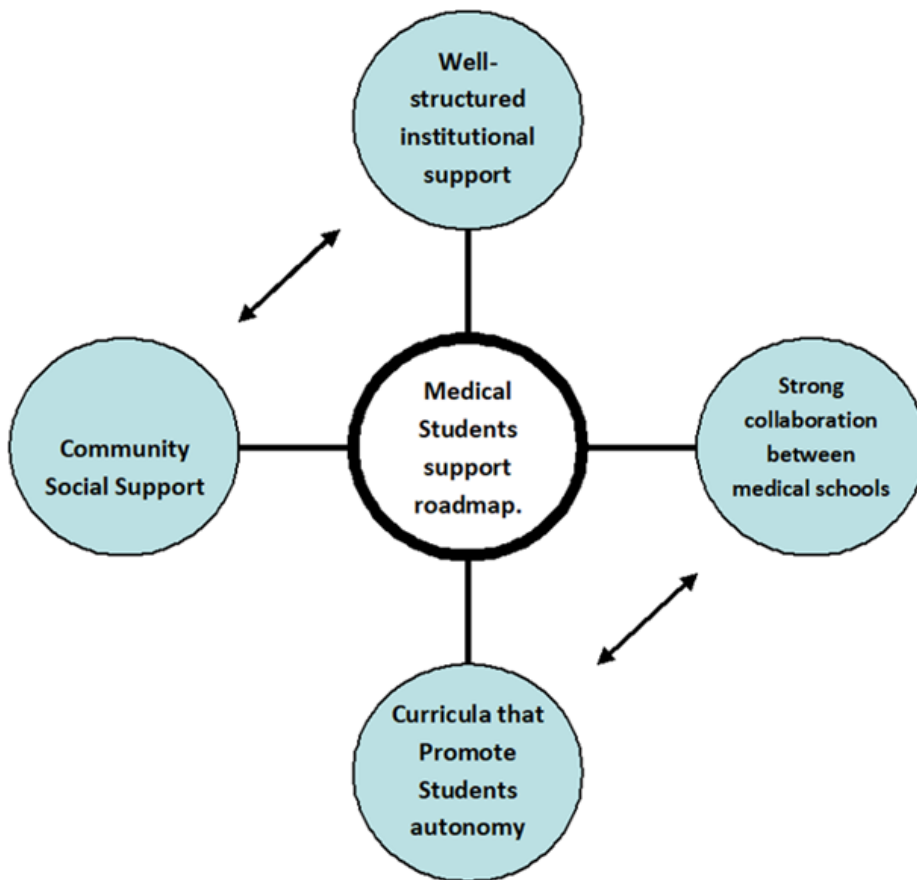 Well-
structured
institutional
support
Community
Social Support
Medical
Students
support
roadmap.
Strong
collaboration
between
medical schools
Curricula that
Promote
Students
autonomy